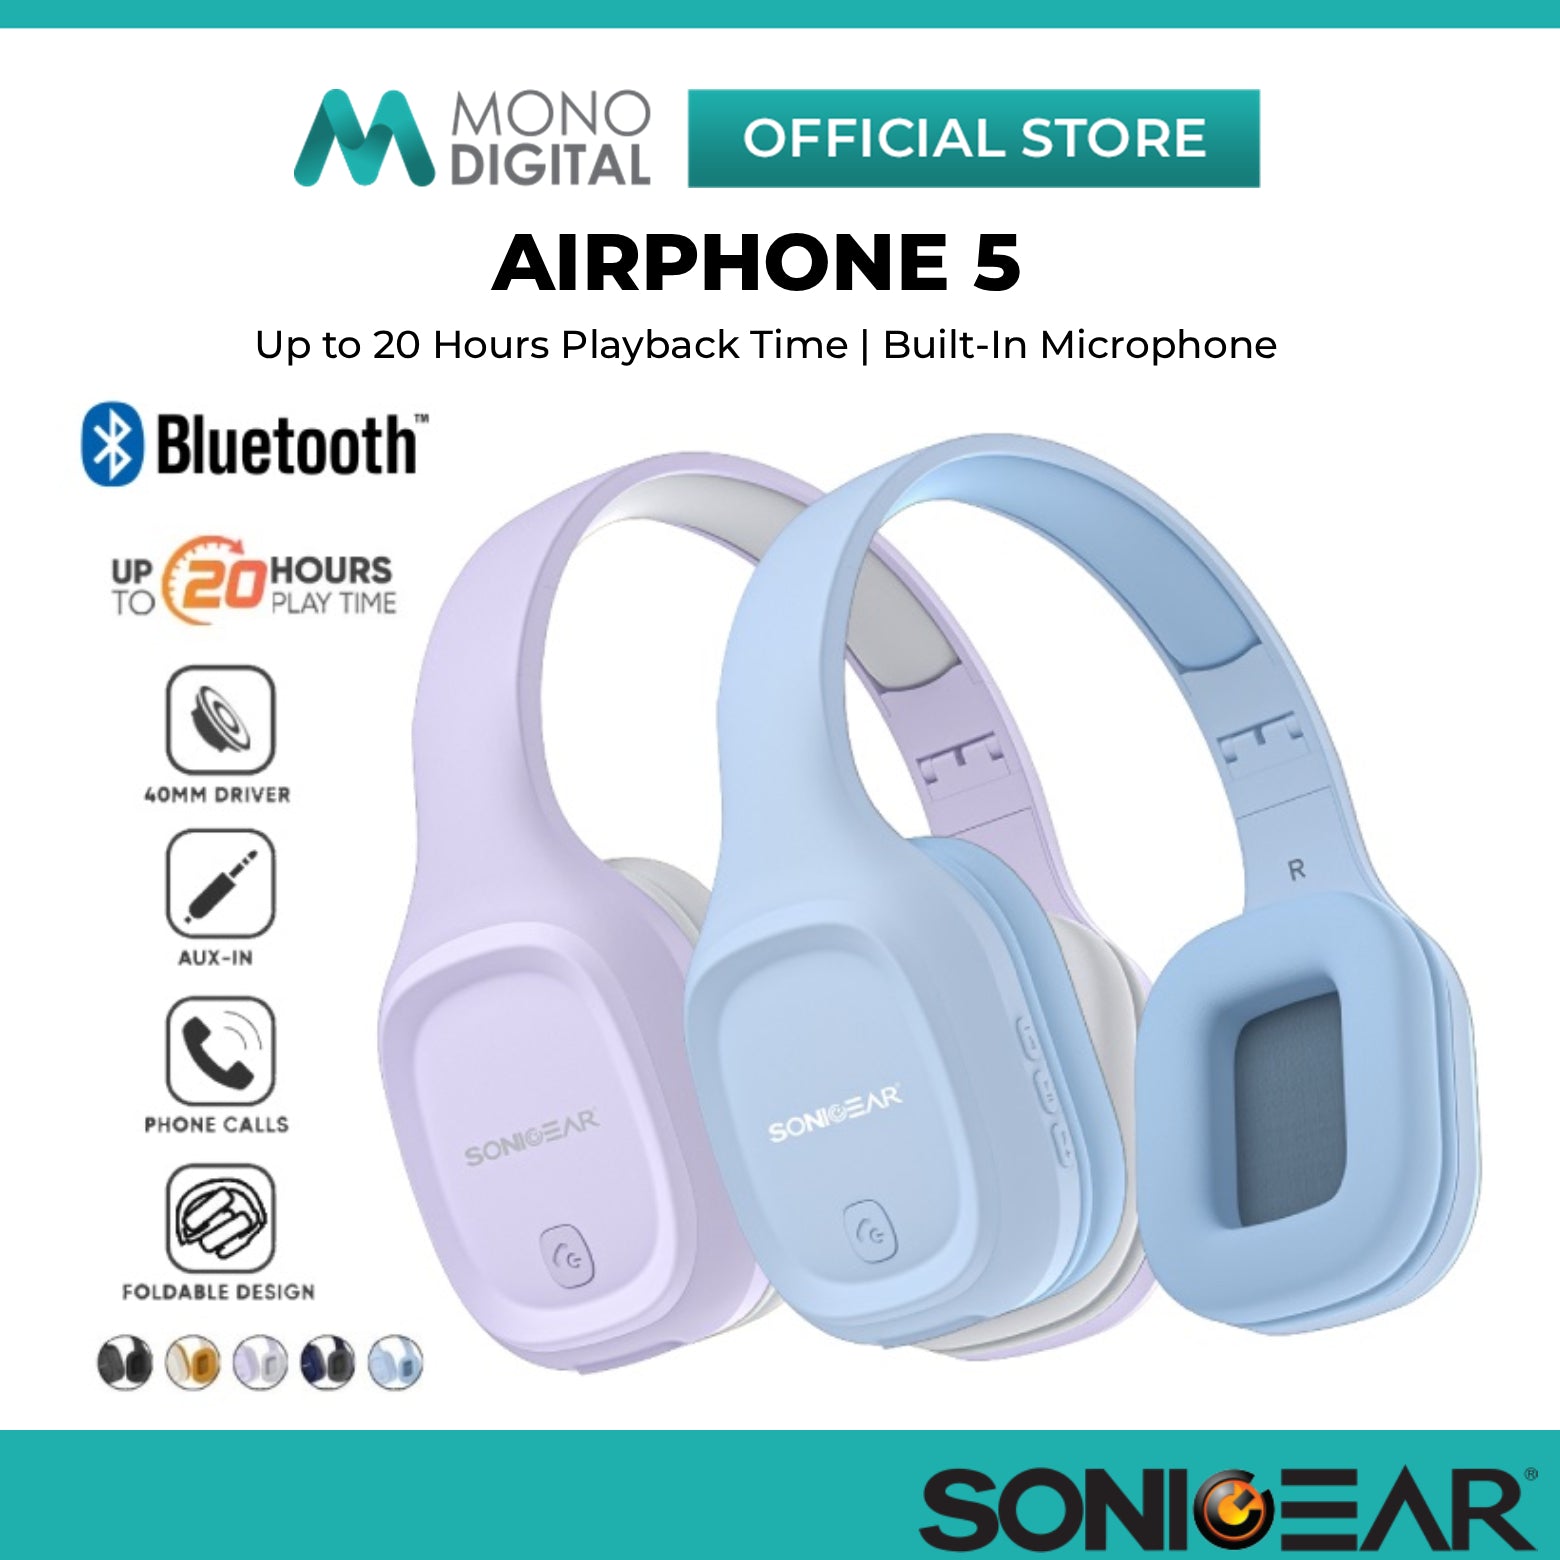 MONO
DIGITAL
OFFICIAL STORE
AIRPHONE 5
Up to 20 Hours Playback Time | Built-In Microphone
Bluetooth™
UP TO 20 HOURS PLAY TIME
40MM DRIVER
AUX-IN
PHONE CALLS
FOLDABLE DESIGN
SONICGEAR
SONICGEAR
R
SONICGEAR®